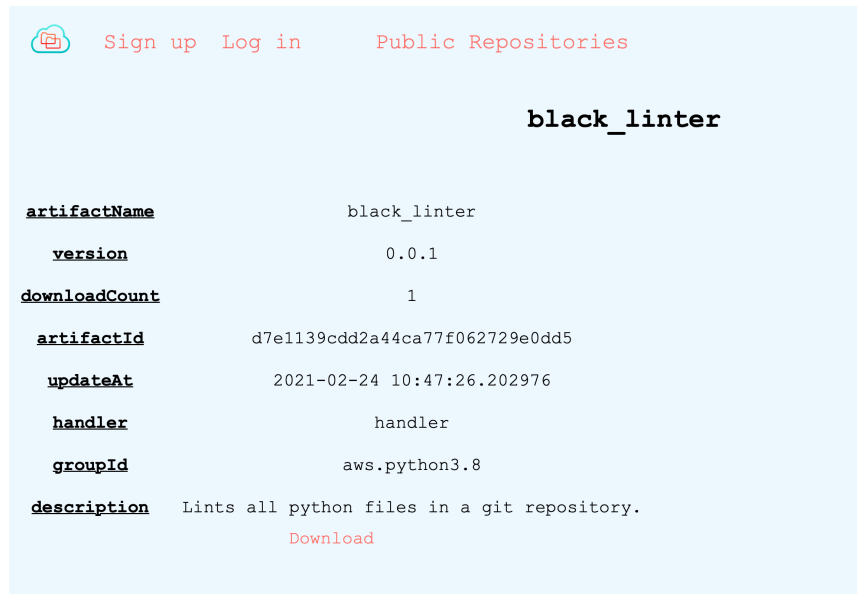 Sign up Log in Public Repositories
black_linter
artifactName black_linter
version 0.0.1
downloadCount 1
artifactId d7e1139cdd2a44ca77f062729e0dd5
updateAt 2021-02-24 10:47:26.202976
handler handler
groupId aws.python3.8
description Lints all python files in a git repository.
Download